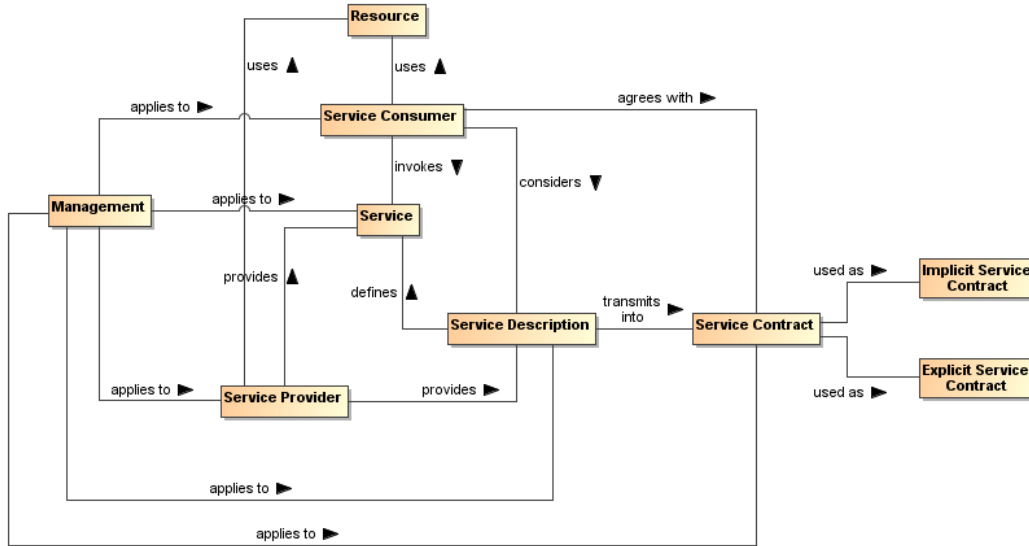 Resource
uses
uses
applies to
agrees with
Service Consumer
invokes
considers
Management
applies to
Service
provides
defines
used as
Implicit Service
Contract
transmits
into
Service Description
Service Contract
applies to
Service Provider
provides
Explicit Service
Contract
used as
applies to
applies to